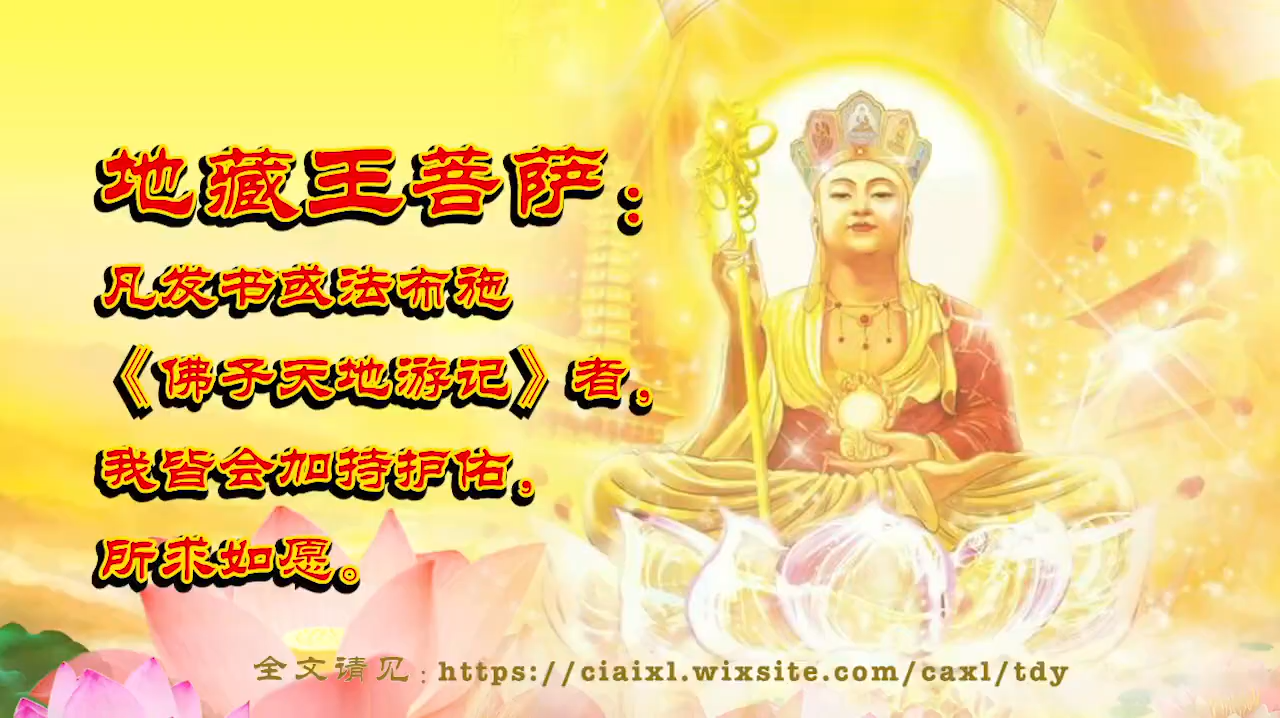 地藏王菩萨：
凡发书或法布施
《佛子天地游记》者，
我皆会加持护佑，
所求如愿。
全文请见：https://ciaixl.wixsite.com/caxl/tdy